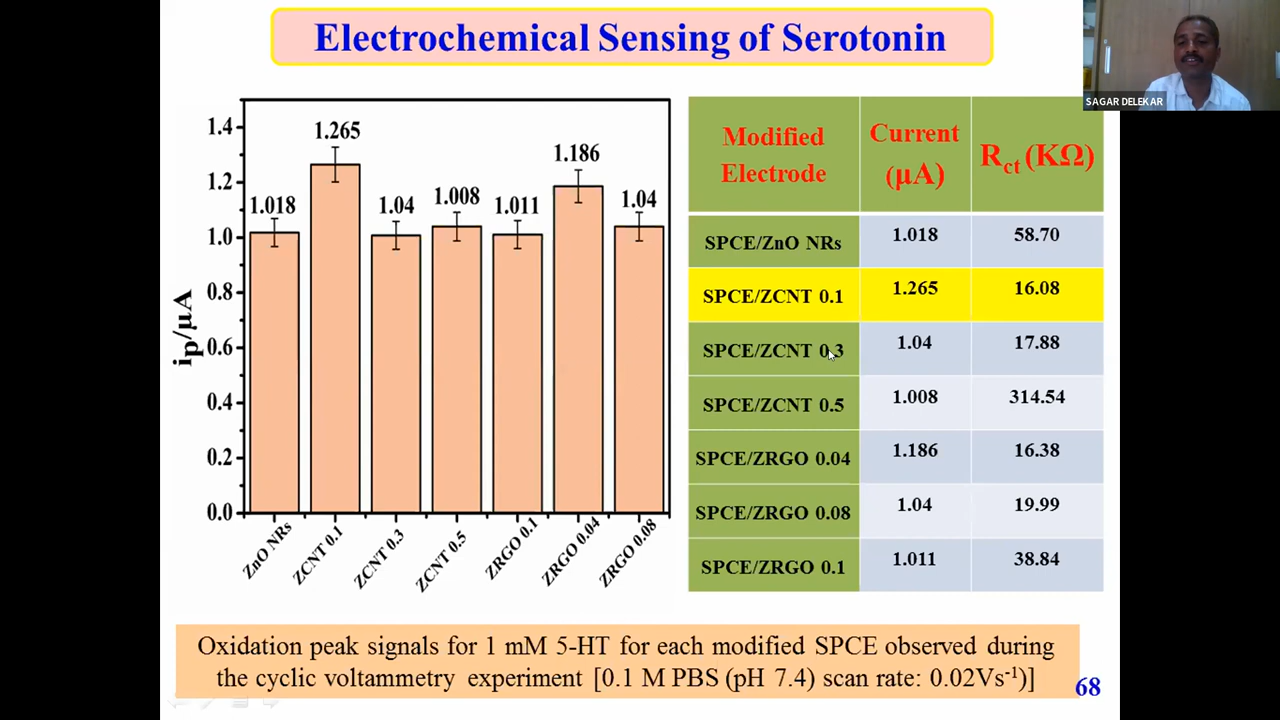 Electrochemical Sensing of Serotonin
SAGAR DELEKAR
1.4
1.2
1.0
0.8
0.6
0.4
0.2
0.0
ip/µA
1.018
1.265
1.04
1.008
1.011
1.186
1.04
ZnO NRs
ZCNT 0.1
ZCNT 0.3
ZCNT 0.5
ZRGO 0.1
ZRGO 0.04
ZRGO 0.08
Modified Electrode Current (µA) Rct (KΩ)
SPCE/ZnO NRs 1.018 58.70
SPCE/ZCNT 0.1 1.265 16.08
SPCE/ZCNT 0.3 1.04 17.88
SPCE/ZCNT 0.5 1.008 314.54
SPCE/ZRGO 0.04 1.186 16.38
SPCE/ZRGO 0.08 1.04 19.99
SPCE/ZRGO 0.1 1.011 38.84
Oxidation peak signals for 1 mM 5-HT for each modified SPCE observed during
the cyclic voltammetry experiment [0.1 M PBS (pH 7.4) scan rate: 0.02Vs⁻¹)]
68